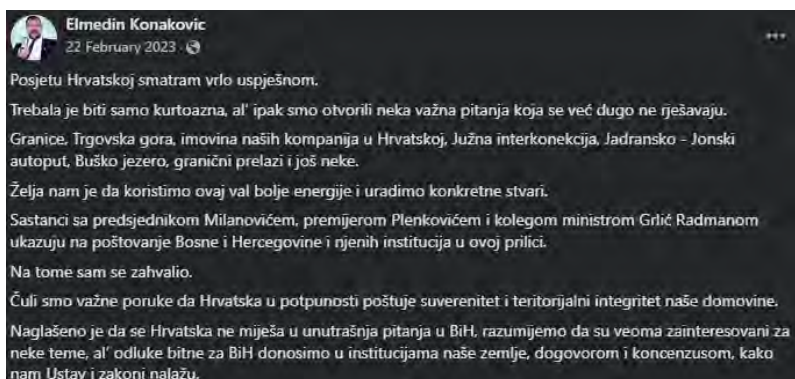 Elmedin Konakovic
22 February 2023
Posjetu Hrvatskoj smatram vrlo uspješnom.
Trebala je biti samo kurtoazna, al' ipak smo otvorili neka važna pitanja koja se već dugo ne rješavaju.
Granice, Trgovska gora, imovina naših kompanija u Hrvatskoj, Južna interkonekcija, Jadransko - Jonski
autoput, Buško jezero, granični prelazi i još neke.
Želja nam je da koristimo ovaj val bolje energije i uradimo konkretne stvari.
Sastanci sa predsjednikom Milanovićem, premijerom Plenkovićem i kolegom ministrom Grlić Radmanom
ukazuju na poštovanje Bosne i Hercegovine i njenih institucija u ovoj prilici.
Na tome sam se zahvalio.
Čuli smo važne poruke da Hrvatska u potpunosti poštuje suverenitet i teritorijalni integritet naše domovine.
Naglašeno je da se Hrvatska ne miješa u unutrašnja pitanja u BiH, razumijemo da su veoma zainteresovani za
neke teme, al' odluke bitne za BiH donosimo u institucijama naše zemlje, dogovorom i koncenzusom, kako
nam Ustav i zakoni nalažu.